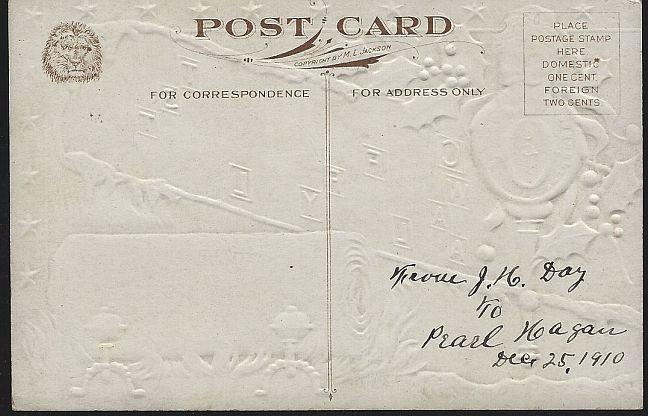 POST CARD
COPYRIGHT BY M. L. JACKSON
FOR CORRESPONDENCE
FOR ADDRESS ONLY
PLACE
POSTAGE STAMP
HERE
DOMESTIC
ONE CENT.
FOREIGN
TWO CENTS
From J. H. Day
To
Pearl Hagan
Dec 25, 1910